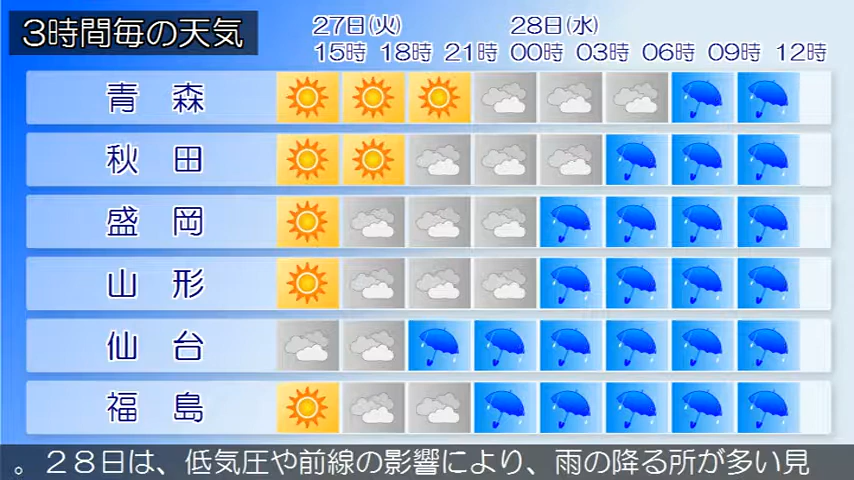 3時間毎の天気
27日(火) 28日(水)
15時 18時 21時 00時 03時 06時 09時 12時
青森
秋田
盛岡
山形
仙台
福島
。２８日は、低気圧や前線の影響により、雨の降る所が多い見